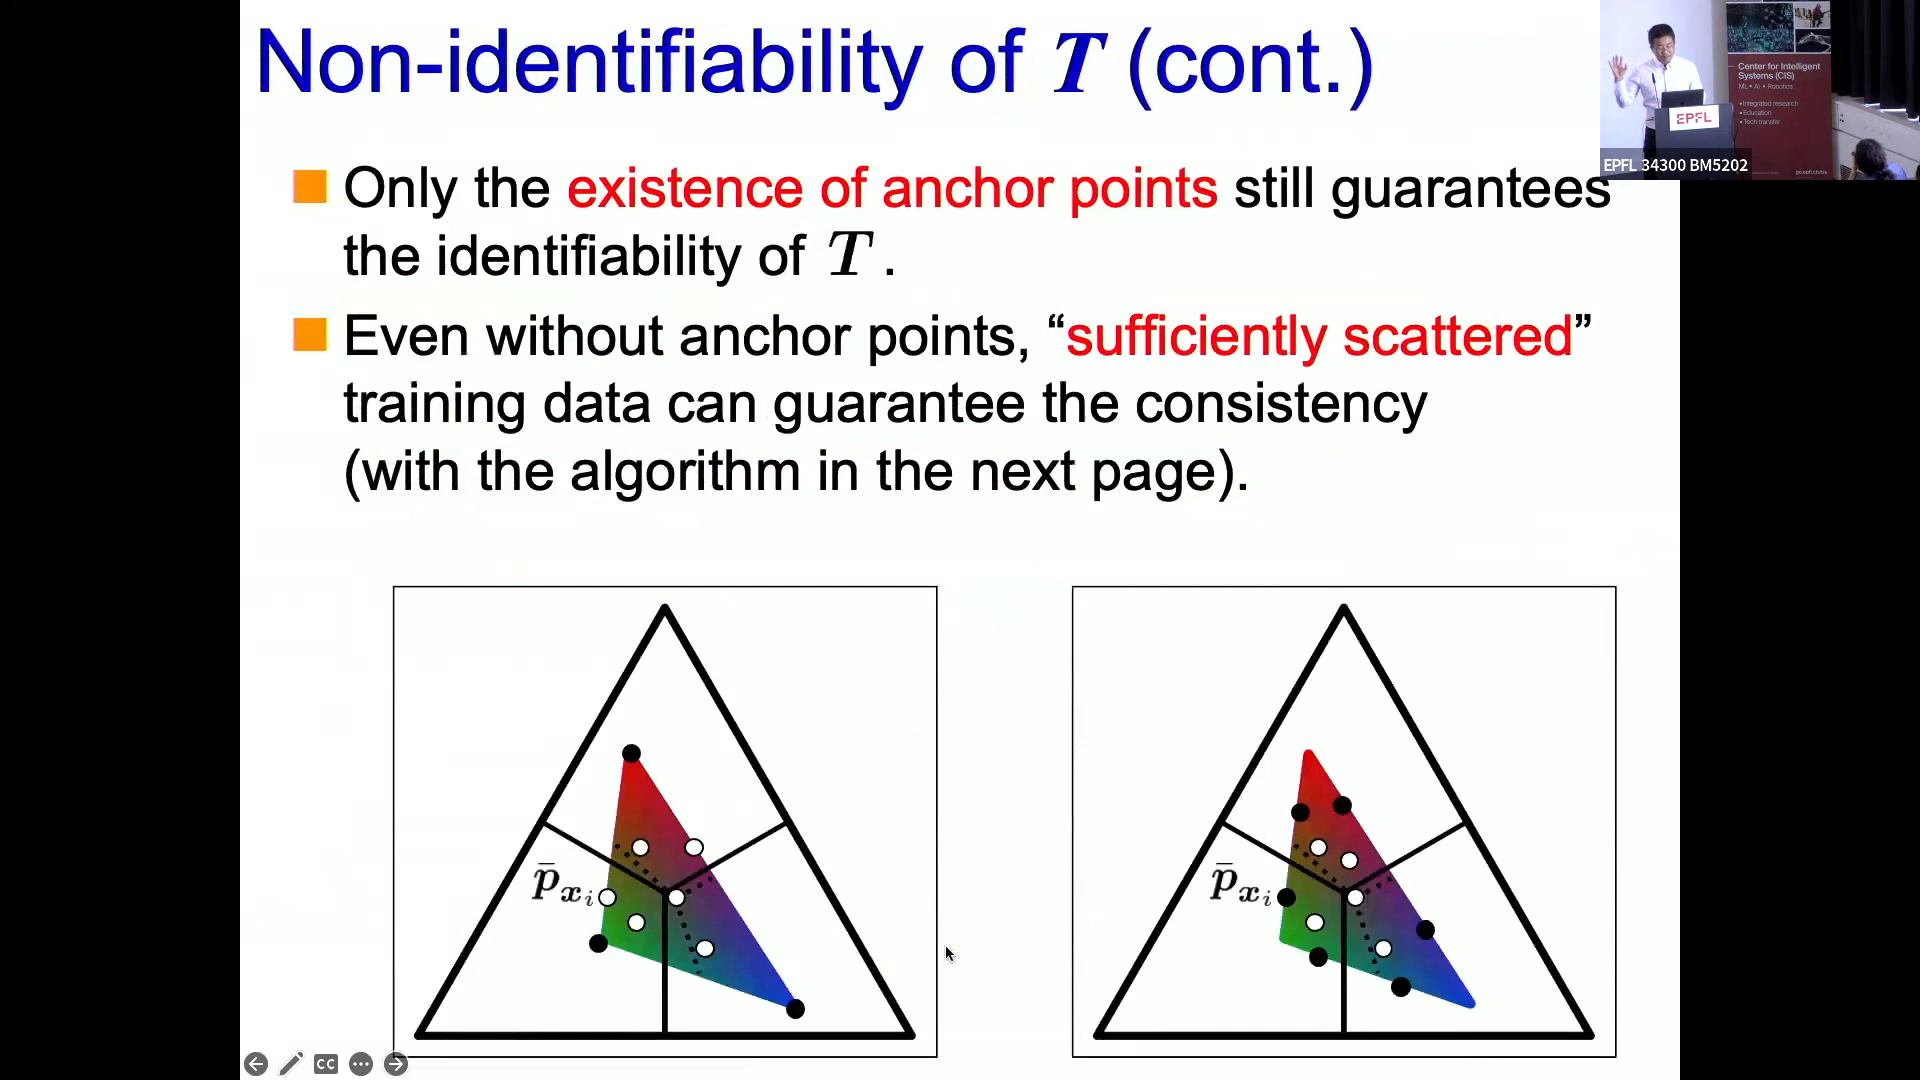 Non-identifiability of T (cont.)
Only the existence of anchor points still guarantees
the identifiability of T .
Even without anchor points, “sufficiently scattered”
training data can guarantee the consistency
(with the algorithm in the next page).
p̄xᵢ
p̄xᵢ
CC
Center for Intelligent
Systems (CIS)
ML • AI • Robotics
• Integrated research
• Education
• Tech transfer
EPFL
EPFL 34300 BM5202